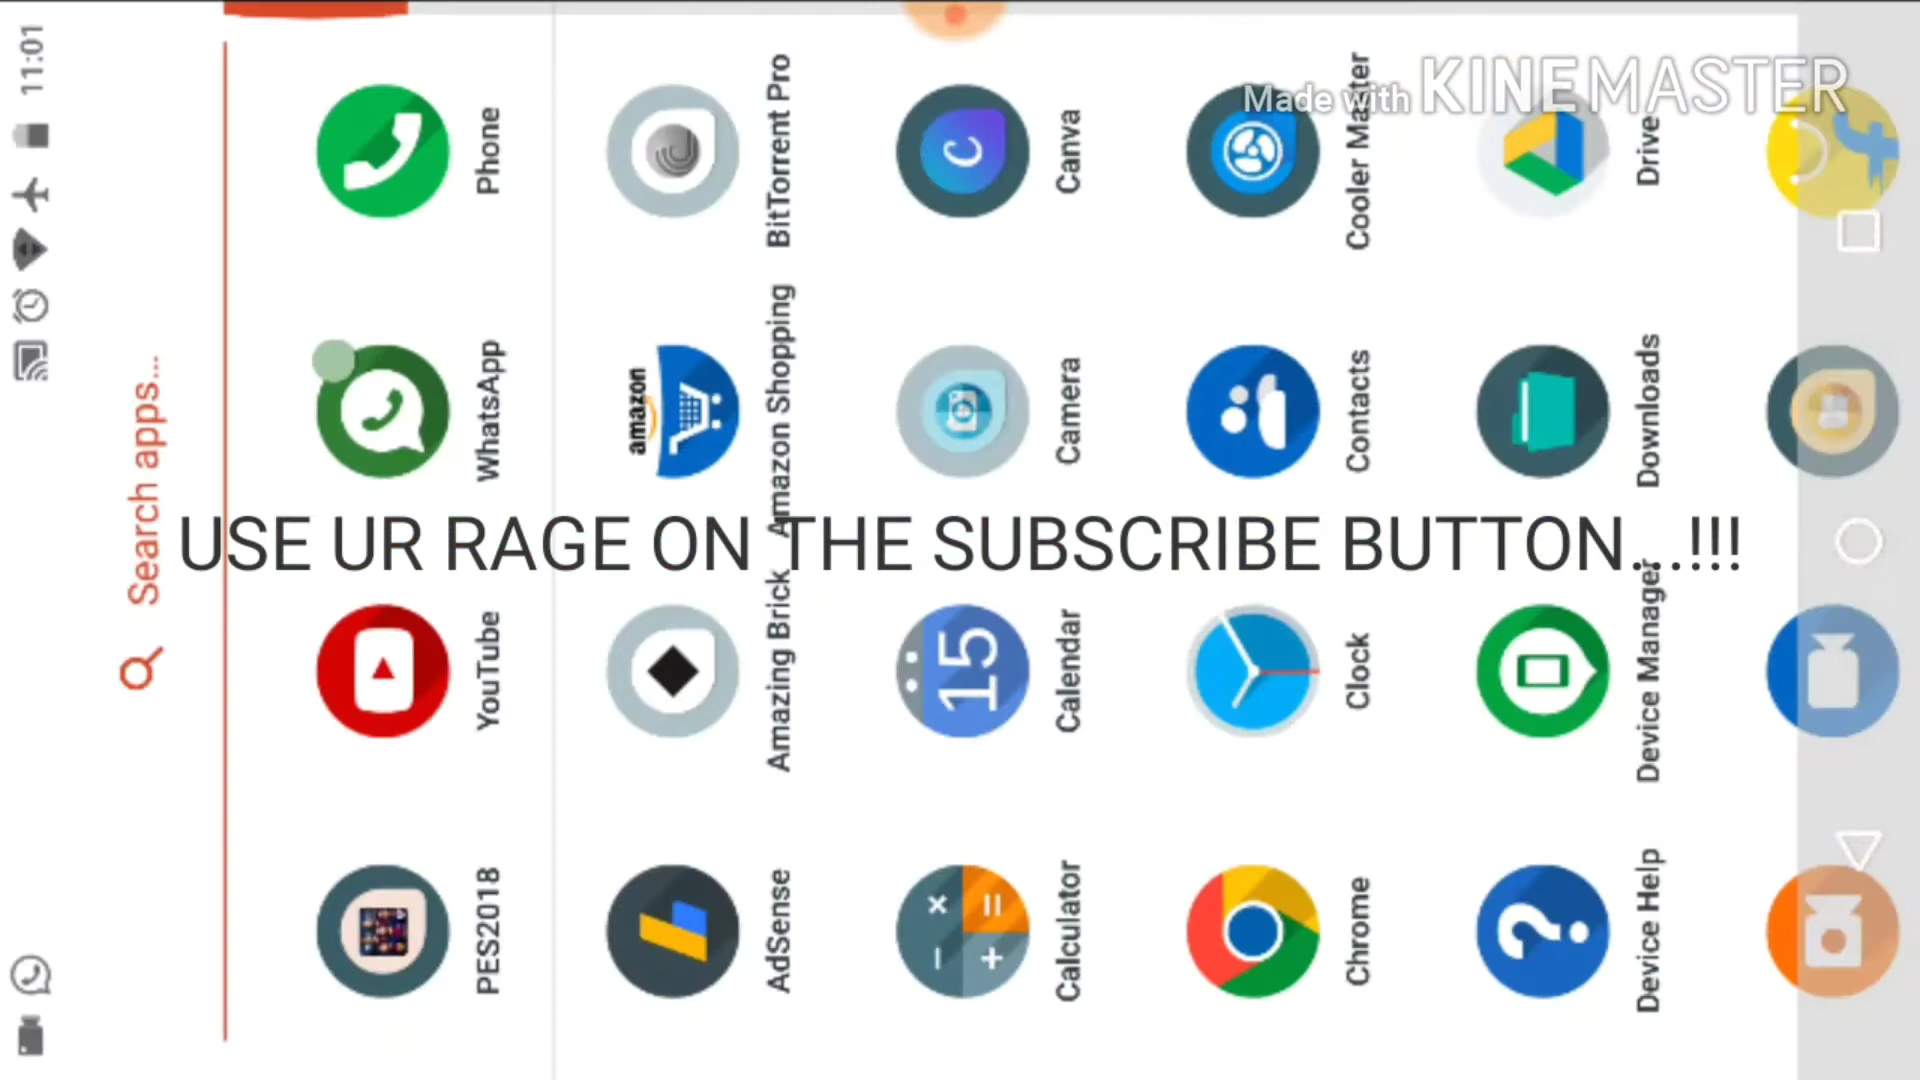 11:01
Made with KINEMASTER
Search apps...
USE UR RAGE ON THE SUBSCRIBE BUTTON...!!!
PES2018
YouTube
WhatsApp
Phone
AdSense
Amazing Brick
amazon
Amazon Shopping
BitTorrent Pro
Calculator
15
Calendar
Camera
C
Canva
Chrome
Clock
Contacts
Cooler Master
Device Help
Device Manager
Downloads
Drive